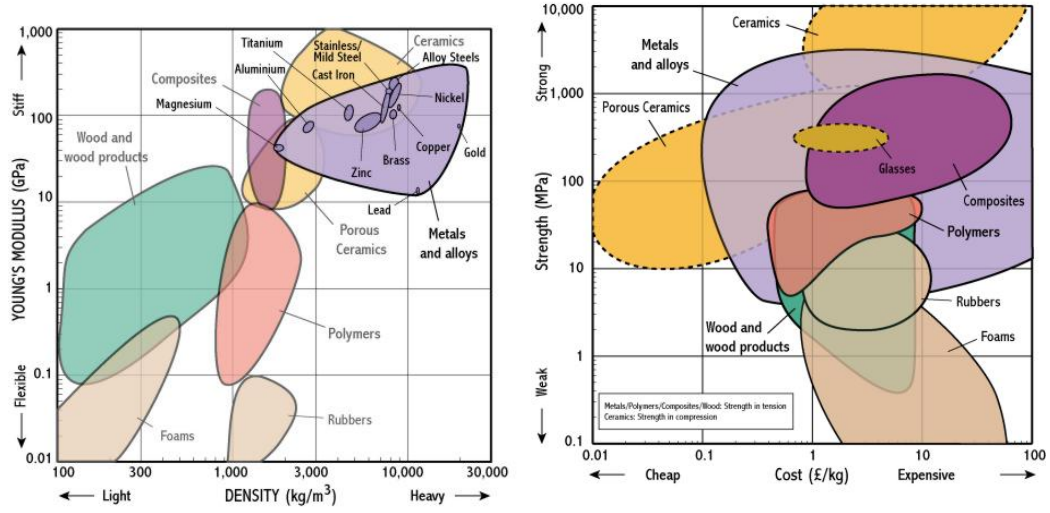 1,000
100
10
1
0.1
0.01
Stiff
YOUNG'S MODULUS (GPa)
Flexible
Titanium
Stainless/
Mild Steel
Ceramics
Alloy Steels
Aluminium
Cast Iron
Composites
Magnesium
Nickel
Wood and
wood products
Copper
Gold
Brass
Zinc
Lead
Porous
Ceramics
Metals
and alloys
Polymers
Rubbers
Foams
100
300
1,000
3,000
10,000
30,000
Light
DENSITY (kg/m³)
Heavy
10,000
1,000
100
10
1
0.1
Strong
Strength (MPa)
Weak
Ceramics
Metals
and alloys
Porous Ceramics
Glasses
Composites
Polymers
Rubbers
Wood and
wood products
Foams
Metals/Polymers/Composites/Wood: Strength in tension
Ceramics: Strength in compression
0.01
0.1
1
10
100
Cheap
Cost (£/kg)
Expensive